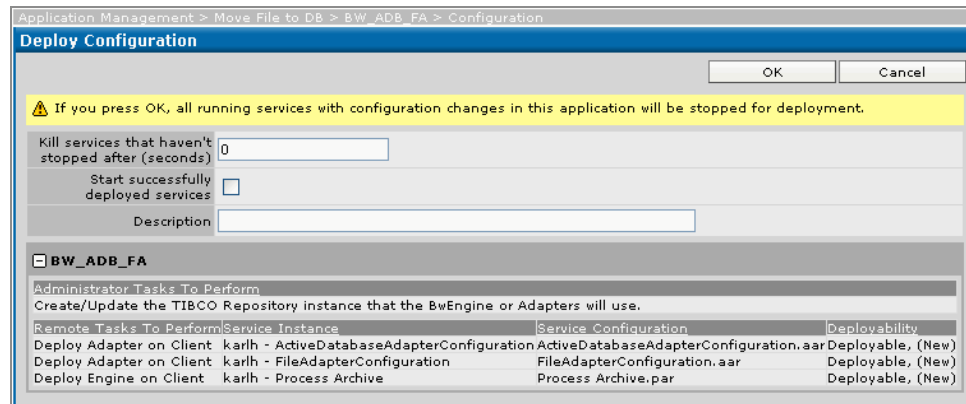 Application Management > Move File to DB > BW_ADB_FA > Configuration
Deploy Configuration
OK Cancel
If you press OK, all running services with configuration changes in this application will be stopped for deployment.
Kill services that haven't
stopped after (seconds) 0
Start successfully
deployed services
Description
BW_ADB_FA
Administrator Tasks To Perform
Create/Update the TIBCO Repository instance that the BwEngine or Adapters will use.
Remote Tasks To Perform Service Instance Service Configuration Deployability
Deploy Adapter on Client karlh - ActiveDatabaseAdapterConfiguration ActiveDatabaseAdapterConfiguration.aar Deployable, (New)
Deploy Adapter on Client karlh - FileAdapterConfiguration FileAdapterConfiguration.aar Deployable, (New)
Deploy Engine on Client karlh - Process Archive Process Archive.par Deployable, (New)